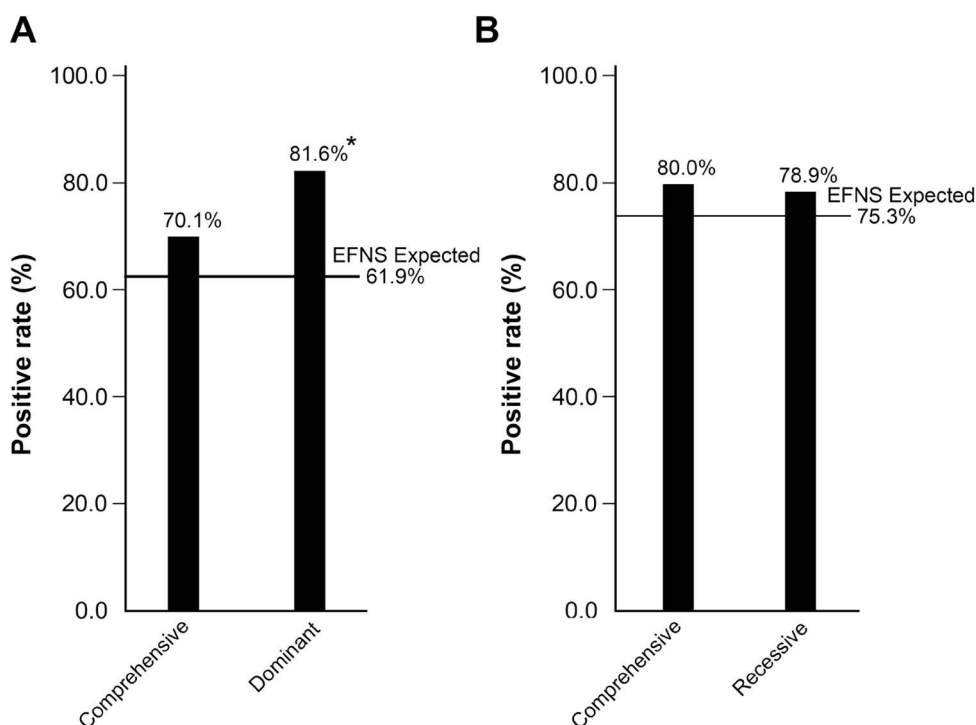 A
Positive rate (%)
100.0
80.0
60.0
40.0
20.0
0.0
70.1%
81.6%*
EFNS Expected
61.9%
Comprehensive
Dominant
B
Positive rate (%)
100.0
80.0
60.0
40.0
20.0
0.0
80.0%
78.9%
EFNS Expected
75.3%
Comprehensive
Recessive